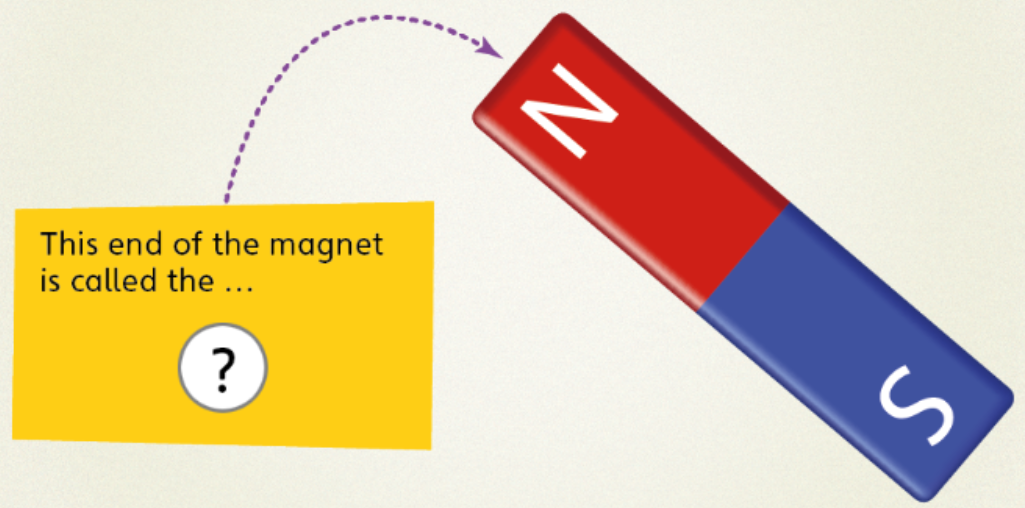 This end of the magnet
is called the ...
?
N
S